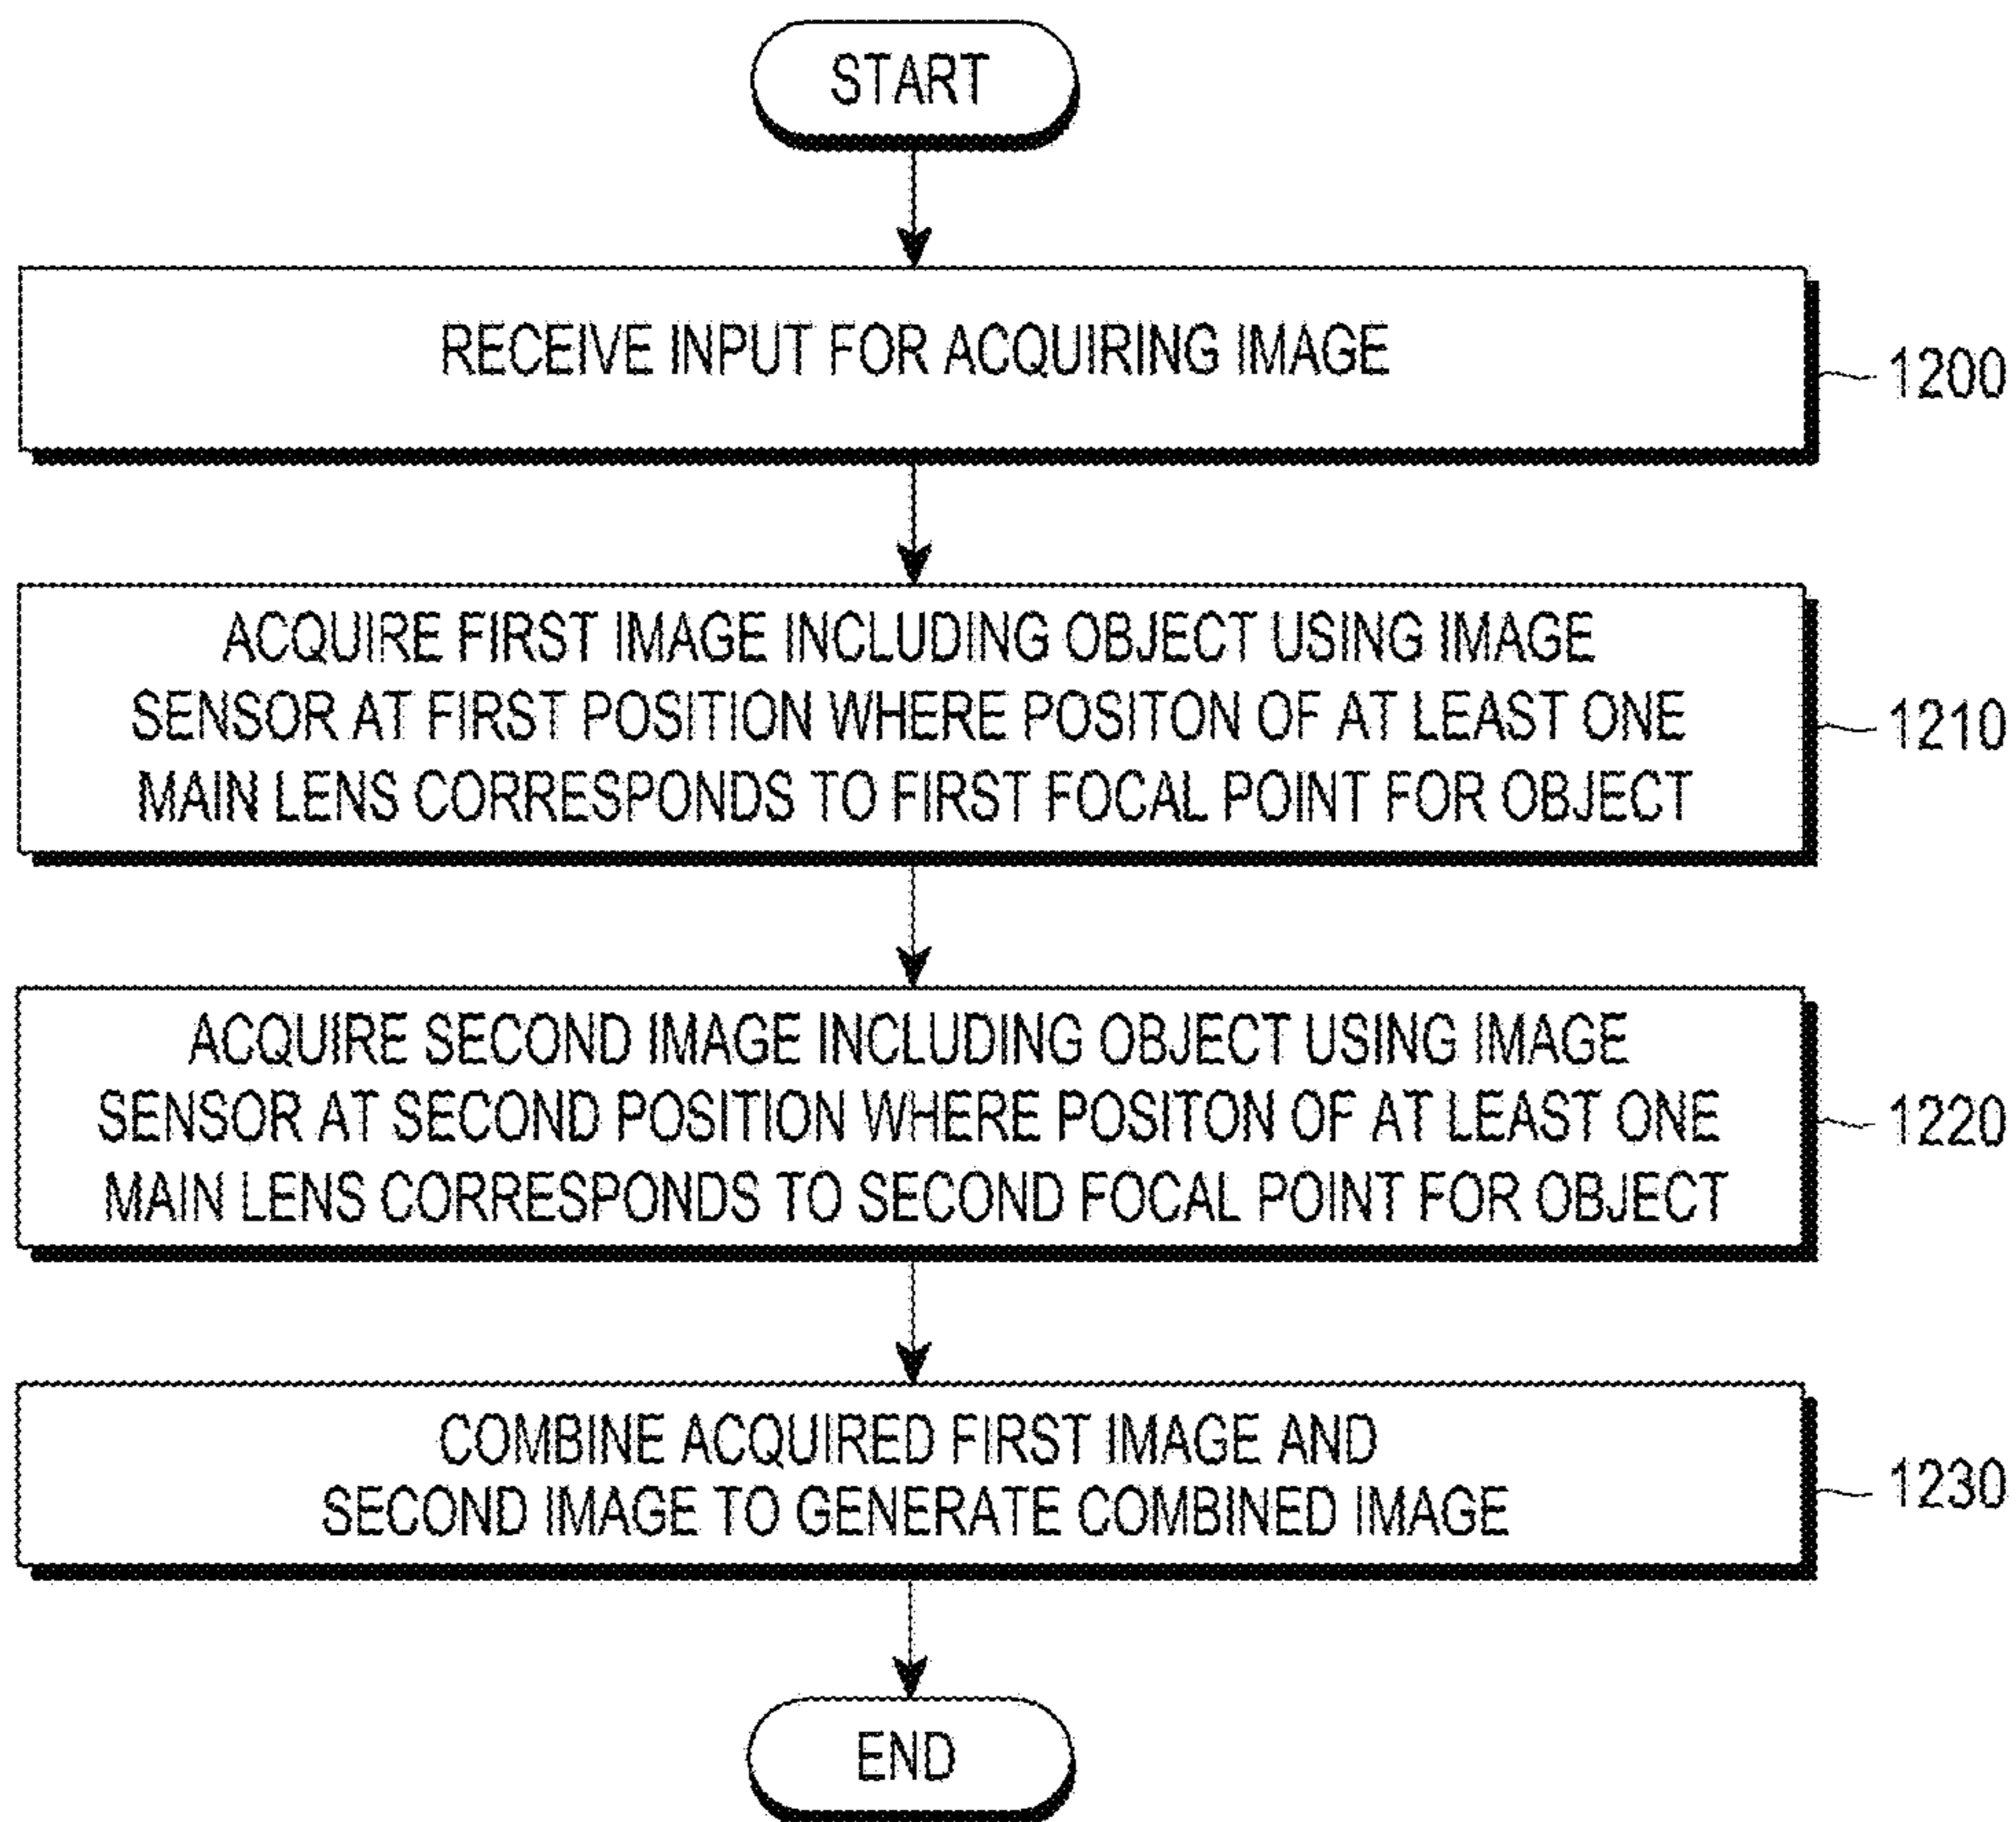 START
RECEIVE INPUT FOR ACQUIRING IMAGE
1200
ACQUIRE FIRST IMAGE INCLUDING OBJECT USING IMAGE
SENSOR AT FIRST POSITION WHERE POSITON OF AT LEAST ONE
MAIN LENS CORRESPONDS TO FIRST FOCAL POINT FOR OBJECT
1210
ACQUIRE SECOND IMAGE INCLUDING OBJECT USING IMAGE
SENSOR AT SECOND POSITION WHERE POSITON OF AT LEAST ONE
MAIN LENS CORRESPONDS TO SECOND FOCAL POINT FOR OBJECT
1220
COMBINE ACQUIRED FIRST IMAGE AND
SECOND IMAGE TO GENERATE COMBINED IMAGE
1230
END